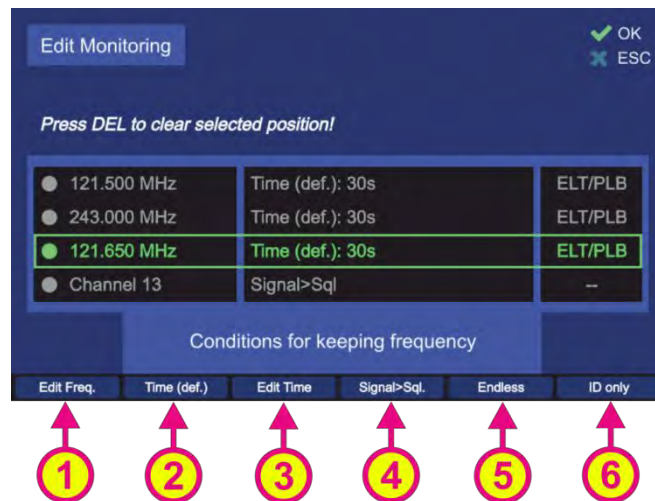 Edit Monitoring
OK
ESC
Press DEL to clear selected position!
121.500 MHz Time (def.): 30s ELT/PLB
243.000 MHz Time (def.): 30s ELT/PLB
121.650 MHz Time (def.): 30s ELT/PLB
Channel 13 Signal>Sql --
Conditions for keeping frequency
Edit Freq. Time (def.) Edit Time Signal>Sql. Endless ID only
1 2 3 4 5 6